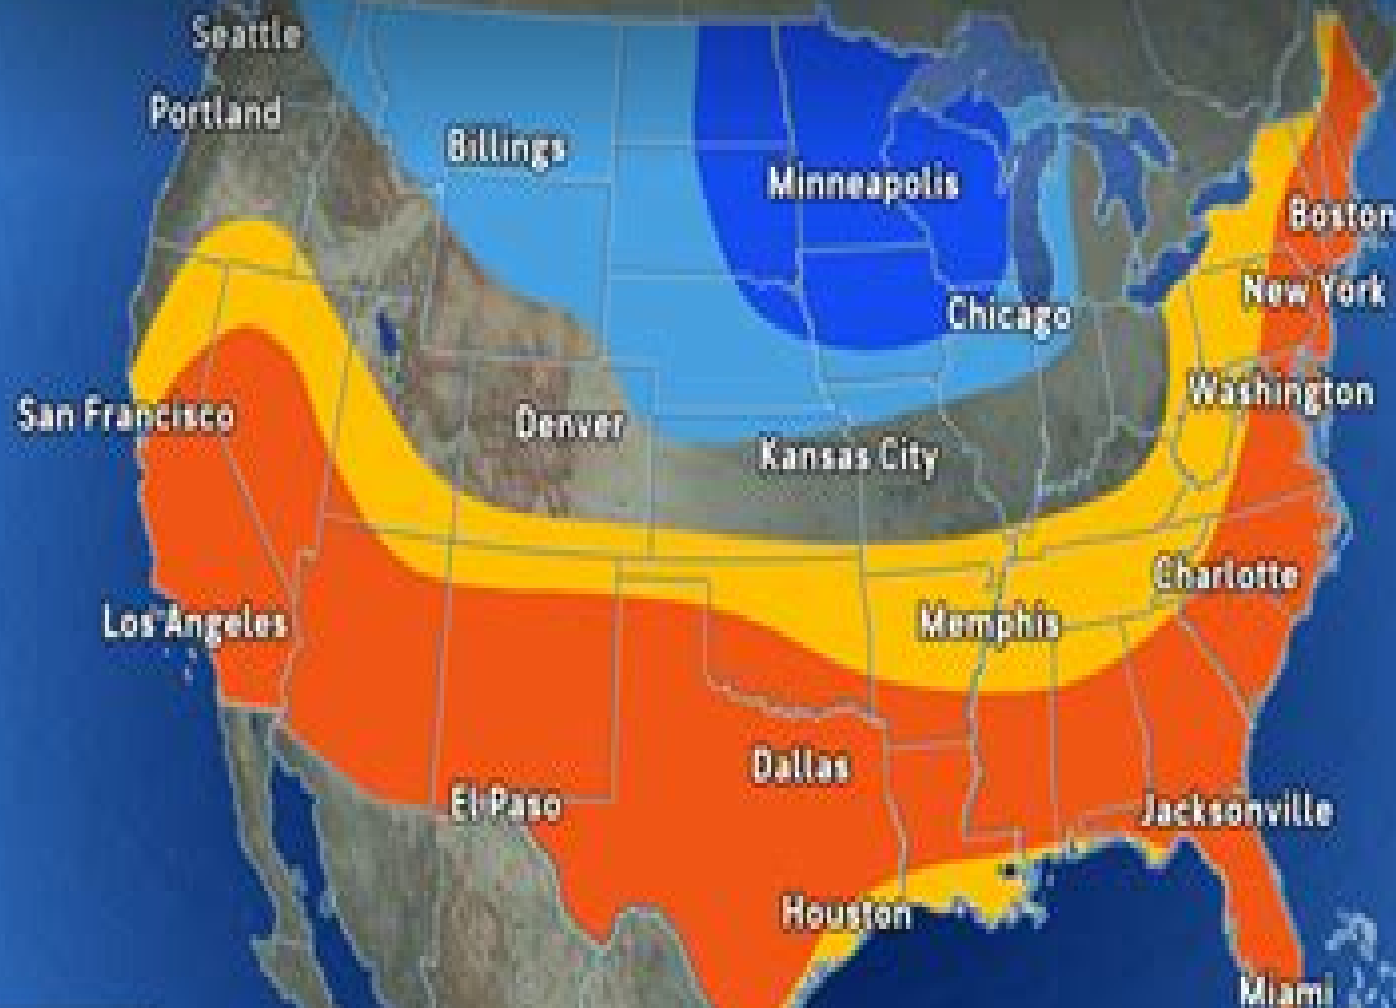 Seattle
Portland
Billings
Minneapolis
Boston
New York
Chicago
Washington
San Francisco
Denver
Kansas City
Charlotte
Los Angeles
Memphis
Dallas
El Paso
Jacksonville
Houston
Miami